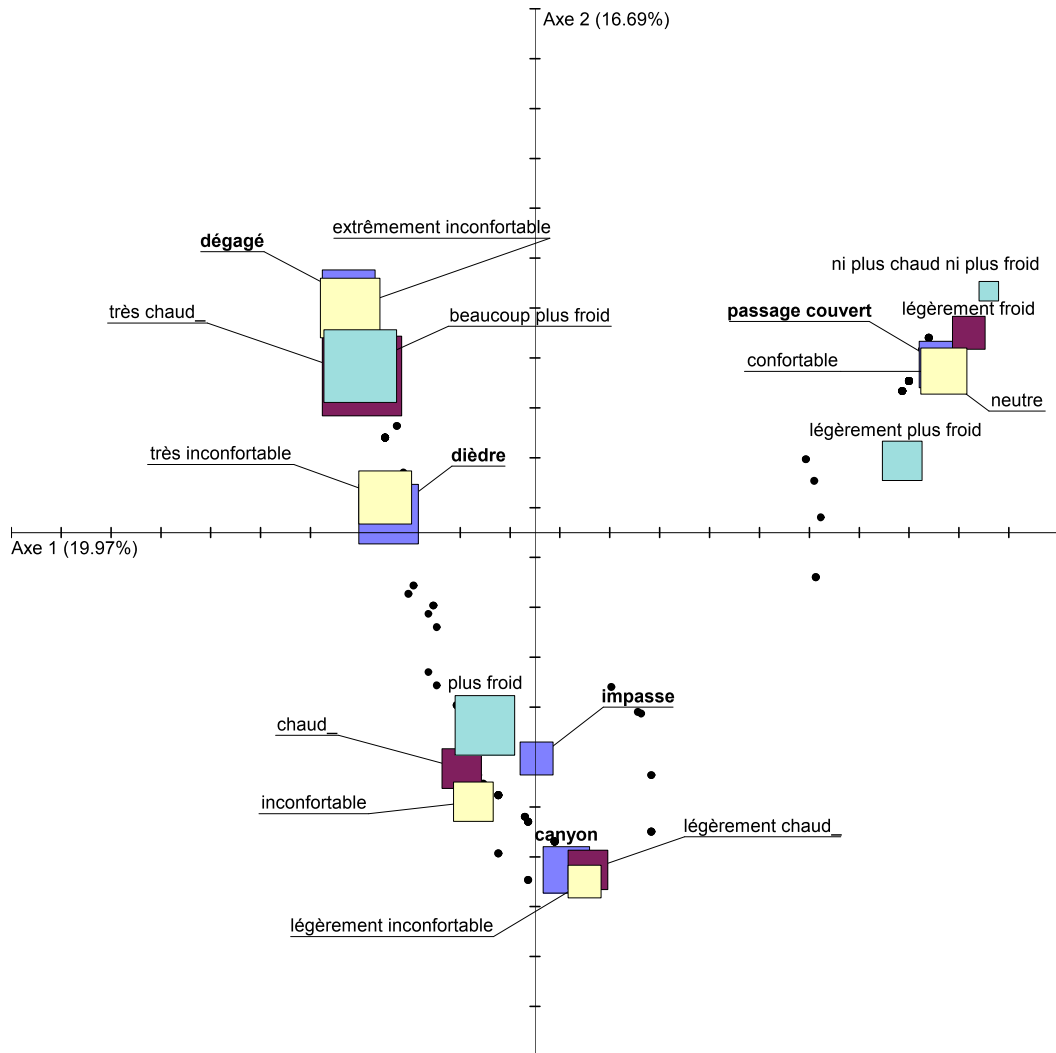 Axe 2 (16.69%)
extrêmement inconfortable
dégagé
ni plus chaud ni plus froid
très chaud_
beaucoup plus froid
passage couvert
légèrement froid
confortable
neutre
légèrement plus froid
très inconfortable
dièdre
Axe 1 (19.97%)
plus froid
impasse
chaud_
inconfortable
canyon
légèrement chaud_
légèrement inconfortable